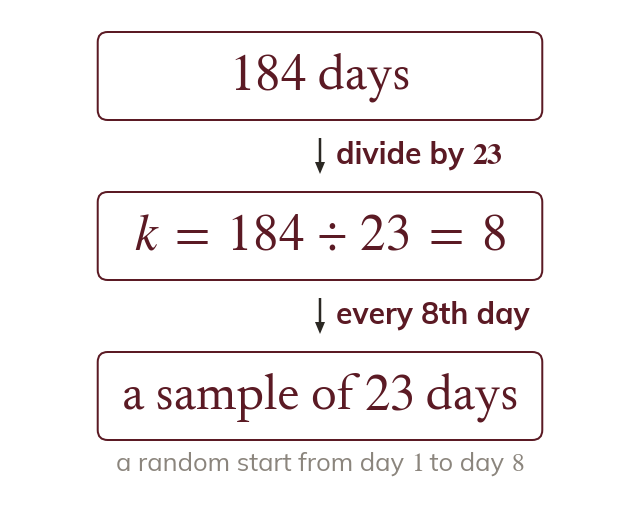 184 days
divide by 23
k = 184 ÷ 23 = 8
every 8th day
a sample of 23 days
a random start from day 1 to day 8